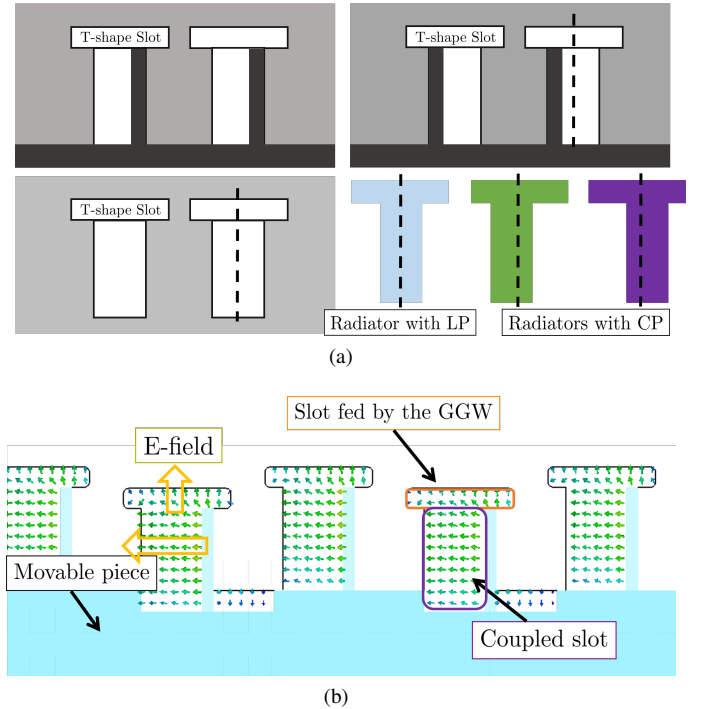 T-shape Slot
T-shape Slot
T-shape Slot
Radiator with LP
Radiators with CP
(a)
Slot fed by the GGW
E-field
Movable piece
Coupled slot
(b)